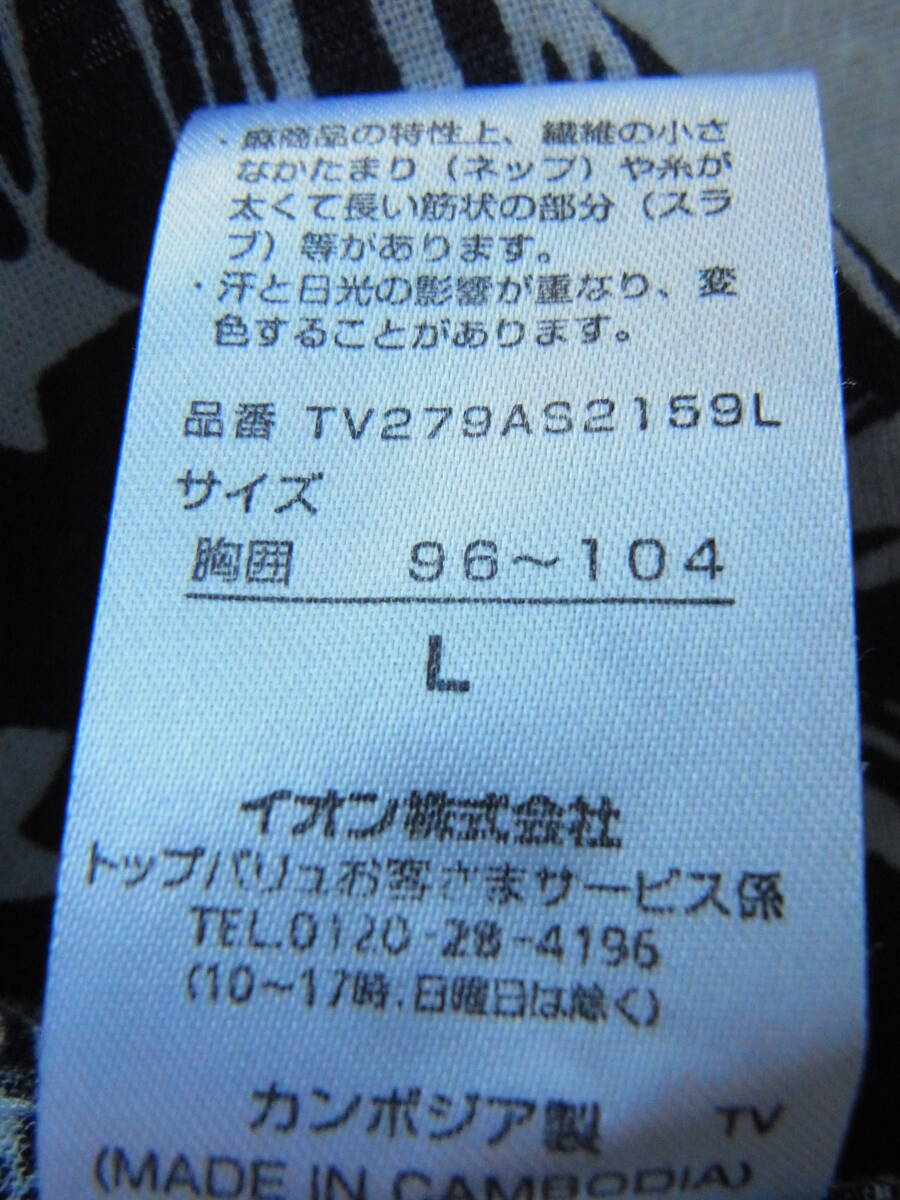 ・麻商品の特性上、繊維の小さ
なかたまり（ネップ）や糸が
太くて長い筋状の部分（スラ
ブ）等があります。
・汗と日光の影響が重なり、変
色することがあります。
品番 TV279AS2159L
サイズ
胸囲 96～104
L
イオン株式会社
トップバリュお客さまサービス係
TEL.0120-28-4196
(10～17時.日曜日は除く)
カンボジア製 TV
(MADE IN CAMBODIA)